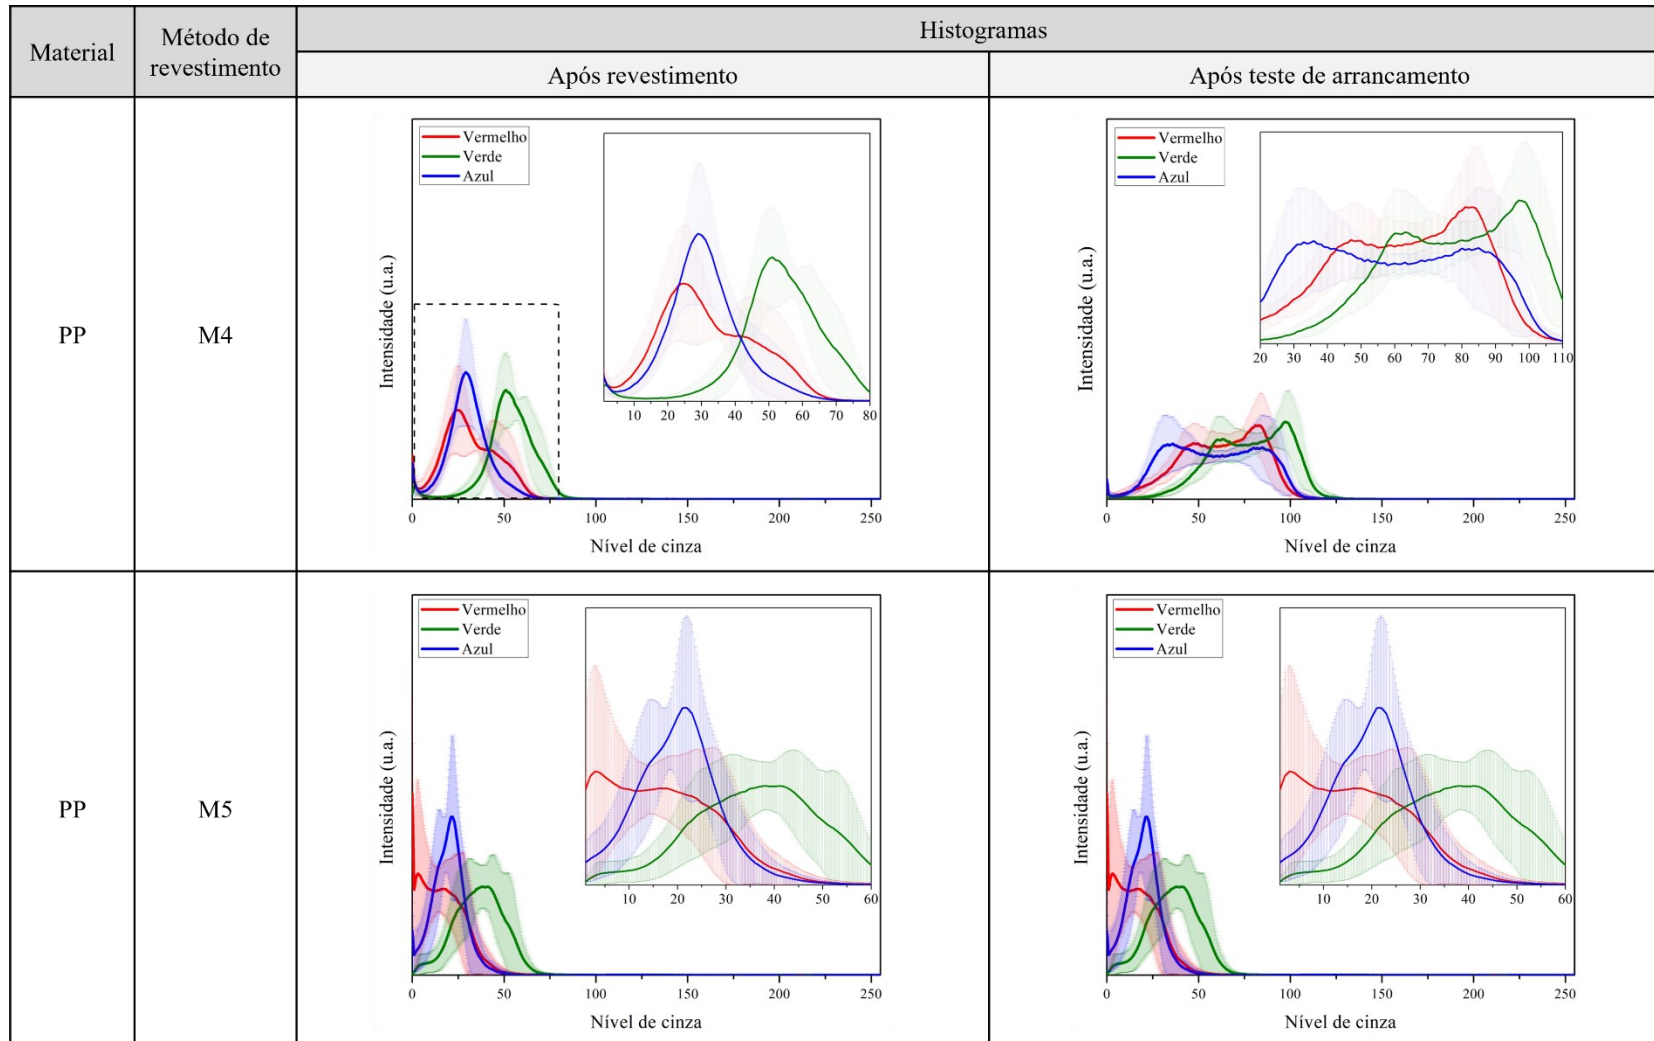 Material
Método de
revestimento
Histogramas
Após revestimento
Após teste de arrancamento
PP
M4
Intensidade (u.a.)
Vermelho
Verde
Azul
10 20 30 40 50 60 70 80
0 50 100 150 200 250
Nível de cinza
Intensidade (u.a.)
Vermelho
Verde
Azul
20 30 40 50 60 70 80 90 100 110
0 50 100 150 200 250
Nível de cinza
PP
M5
Intensidade (u.a.)
Vermelho
Verde
Azul
10 20 30 40 50 60
0 50 100 150 200 250
Nível de cinza
Intensidade (u.a.)
Vermelho
Verde
Azul
10 20 30 40 50 60
0 50 100 150 200 250
Nível de cinza